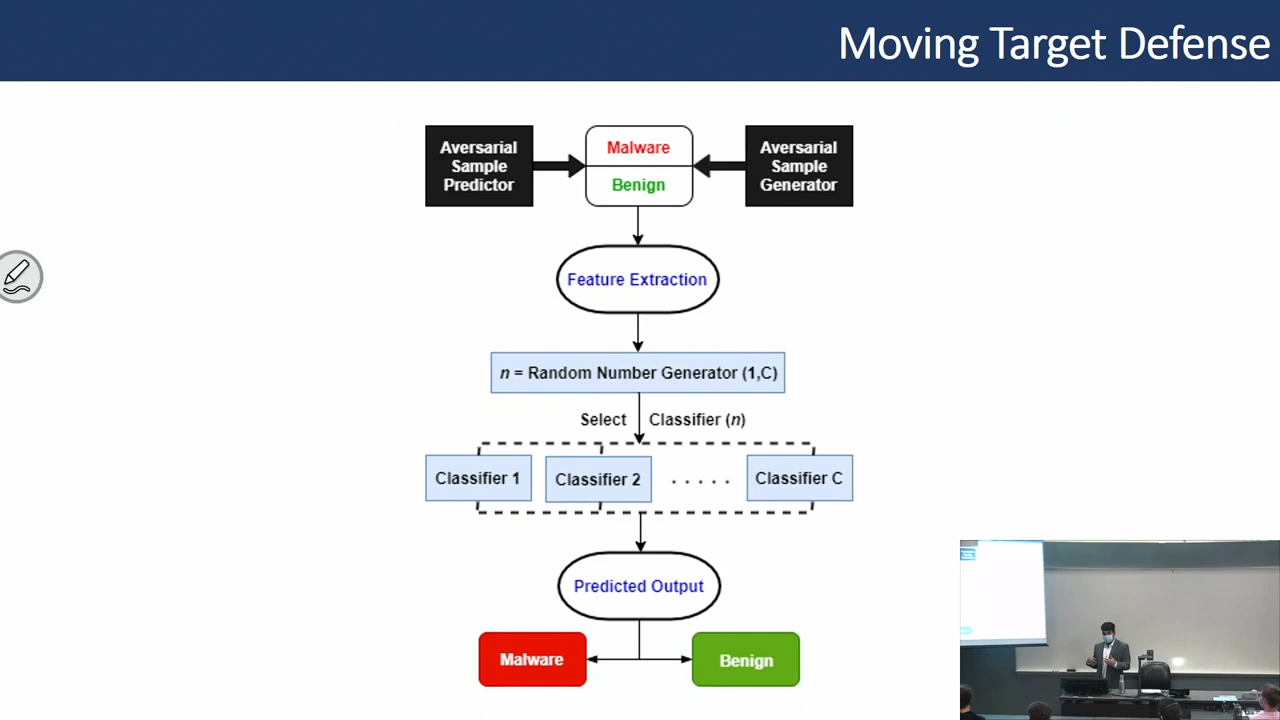 Moving Target Defense
Aversarial
Sample
Predictor
Malware
Benign
Aversarial
Sample
Generator
Feature Extraction
n = Random Number Generator (1,C)
Select Classifier (n)
Classifier 1
Classifier 2
. . . . .
Classifier C
Predicted Output
Malware
Benign